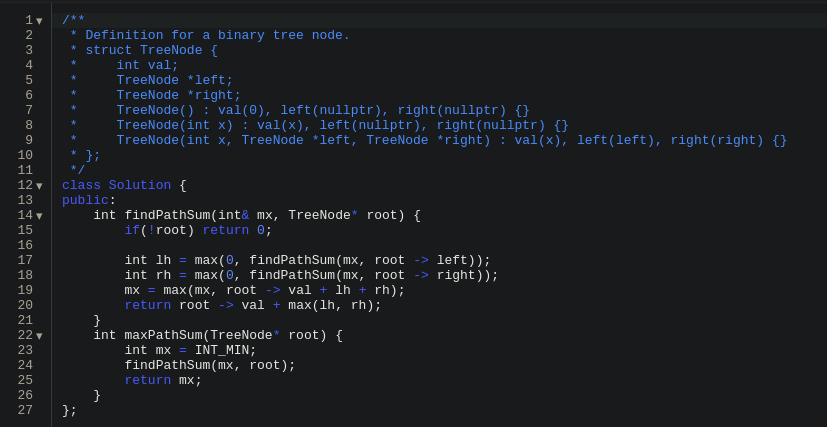 1 /**
2  * Definition for a binary tree node.
3  * struct TreeNode {
4  *     int val;
5  *     TreeNode *left;
6  *     TreeNode *right;
7  *     TreeNode() : val(0), left(nullptr), right(nullptr) {}
8  *     TreeNode(int x) : val(x), left(nullptr), right(nullptr) {}
9  *     TreeNode(int x, TreeNode *left, TreeNode *right) : val(x), left(left), right(right) {}
10  * };
11  */
12 class Solution {
13 public:
14     int findPathSum(int& mx, TreeNode* root) {
15         if(!root) return 0;
16
17         int lh = max(0, findPathSum(mx, root -> left));
18         int rh = max(0, findPathSum(mx, root -> right));
19         mx = max(mx, root -> val + lh + rh);
20         return root -> val + max(lh, rh);
21     }
22     int maxPathSum(TreeNode* root) {
23         int mx = INT_MIN;
24         findPathSum(mx, root);
25         return mx;
26     }
27 };